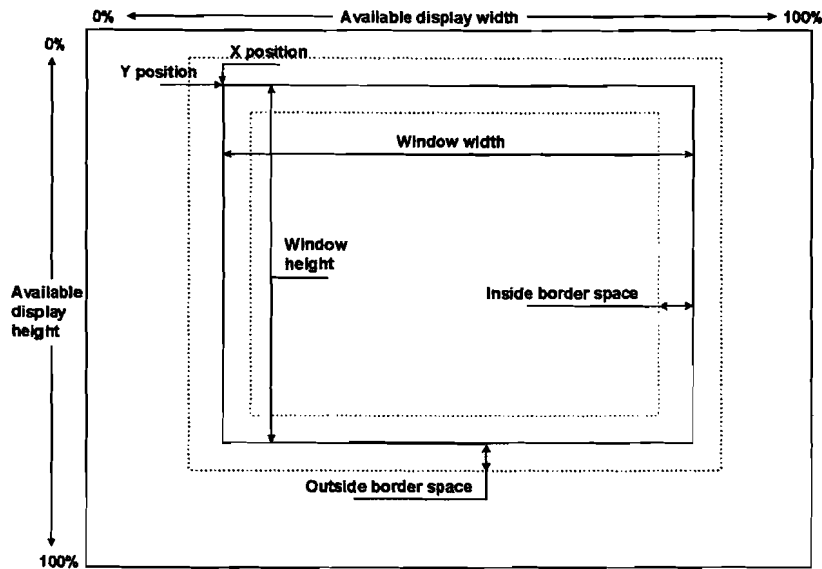 0%
Available display width
100%
0%
X position
Y position
Window width
Window
height
Available
display
height
Inside border space
Outside border space
100%